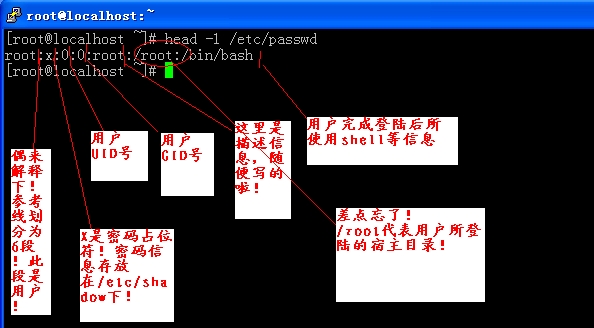 root@localhost:~
[root@localhost ~]# head -1 /etc/passwd
root:x:0:0:root:/root:/bin/bash
[root@localhost ~]#
偶来
解释
下！
参考
线划
分为
6段
！此
段是
用户
！
X是密码占位
符！密码信
息存放
在/etc/sha
dow下！
用户
UID号
用户
GID号
这里是
描述信
息，随
便写的
啦！
用户完成登陆后所
使用shell等信息
差点忘了！
/root代表用户所登
陆的宿主目录！